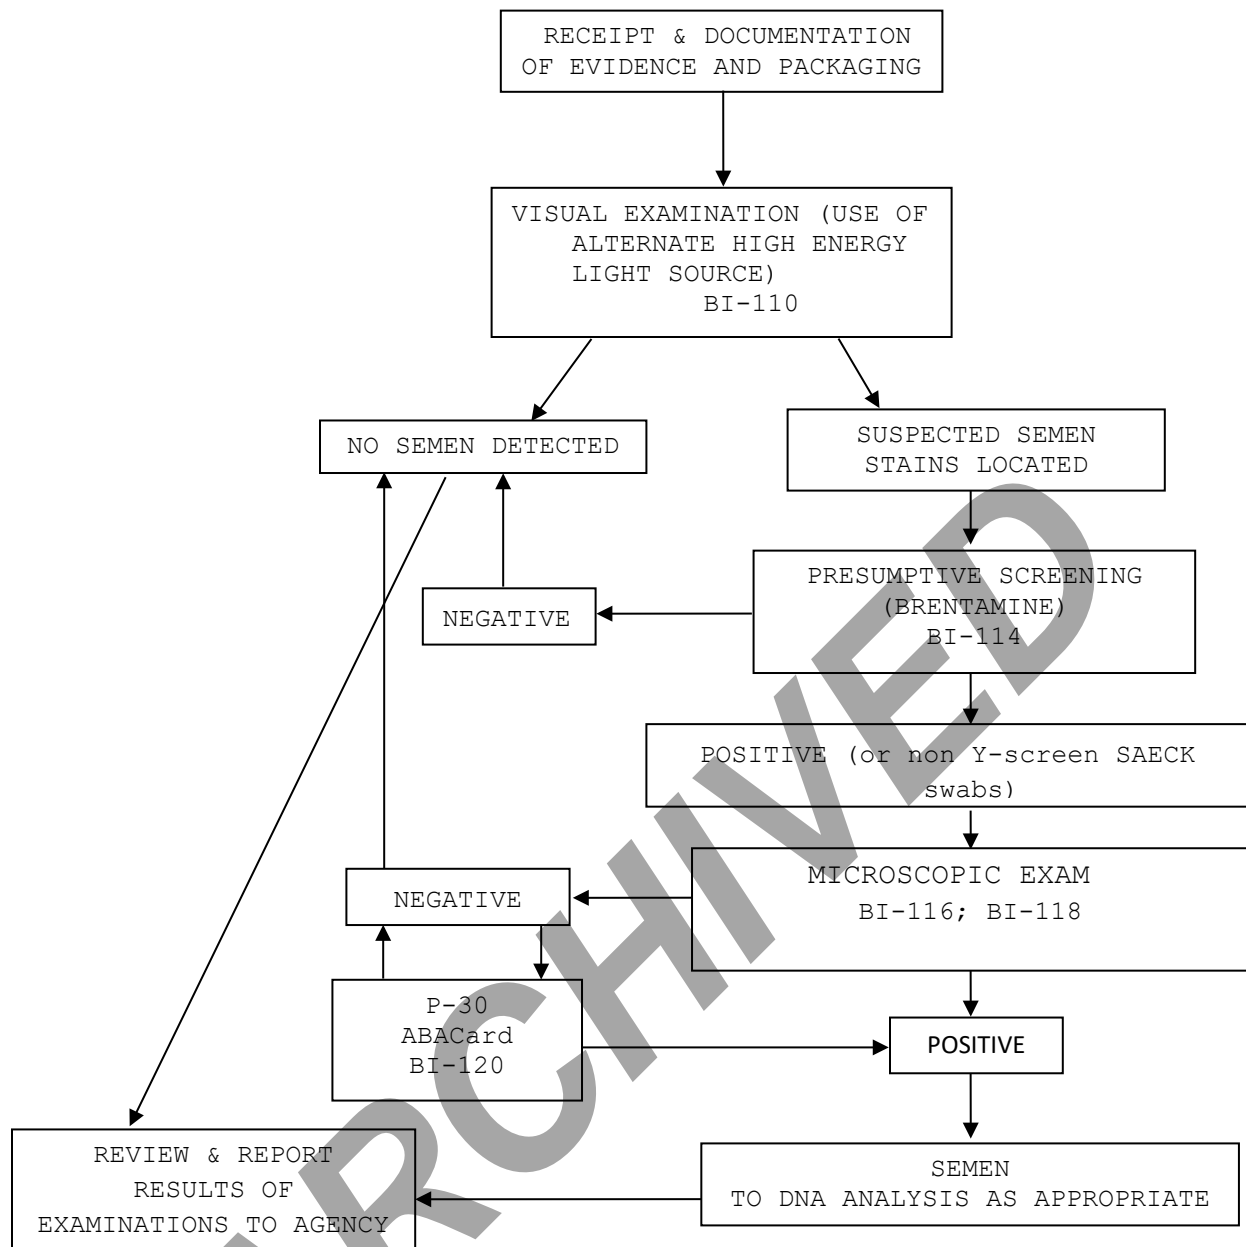 RECEIPT & DOCUMENTATION
OF EVIDENCE AND PACKAGING
VISUAL EXAMINATION (USE OF
ALTERNATE HIGH ENERGY
LIGHT SOURCE)
BI-110
NO SEMEN DETECTED
SUSPECTED SEMEN
STAINS LOCATED
PRESUMPTIVE SCREENING
(BRENTAMINE)
BI-114
NEGATIVE
POSITIVE (or non Y-screen SAECK
swabs)
MICROSCOPIC EXAM
BI-116; BI-118
NEGATIVE
P-30
ABACard
BI-120
POSITIVE
REVIEW & REPORT
RESULTS OF
EXAMINATIONS TO AGENCY
SEMEN
TO DNA ANALYSIS AS APPROPRIATE
ARCHIVED